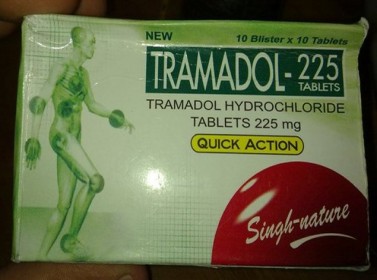 NEW
10 Blister x 10 Tablets
TRAMADOL-225
TABLETS
TRAMADOL HYDROCHLORIDE
TABLETS 225 mg
QUICK ACTION
Singh-nature